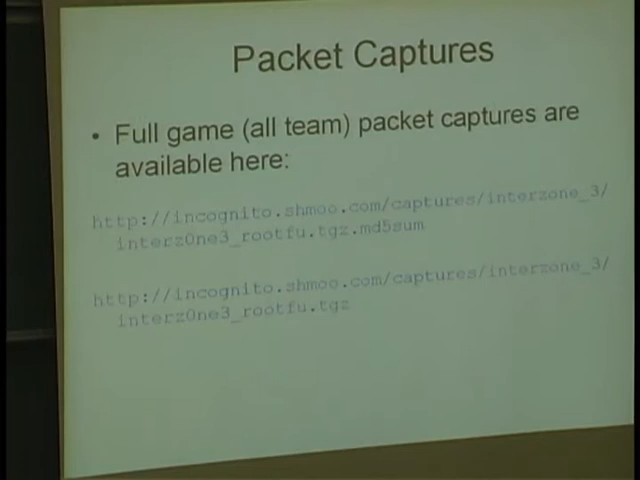 Packet Captures
• Full game (all team) packet captures are
available here:
http://incognito.shmoo.com/captures/interzone_3/
interz0ne3_rootfu.tgz.md5sum
http://incognito.shmoo.com/captures/interzone_3/
interz0ne3_rootfu.tgz